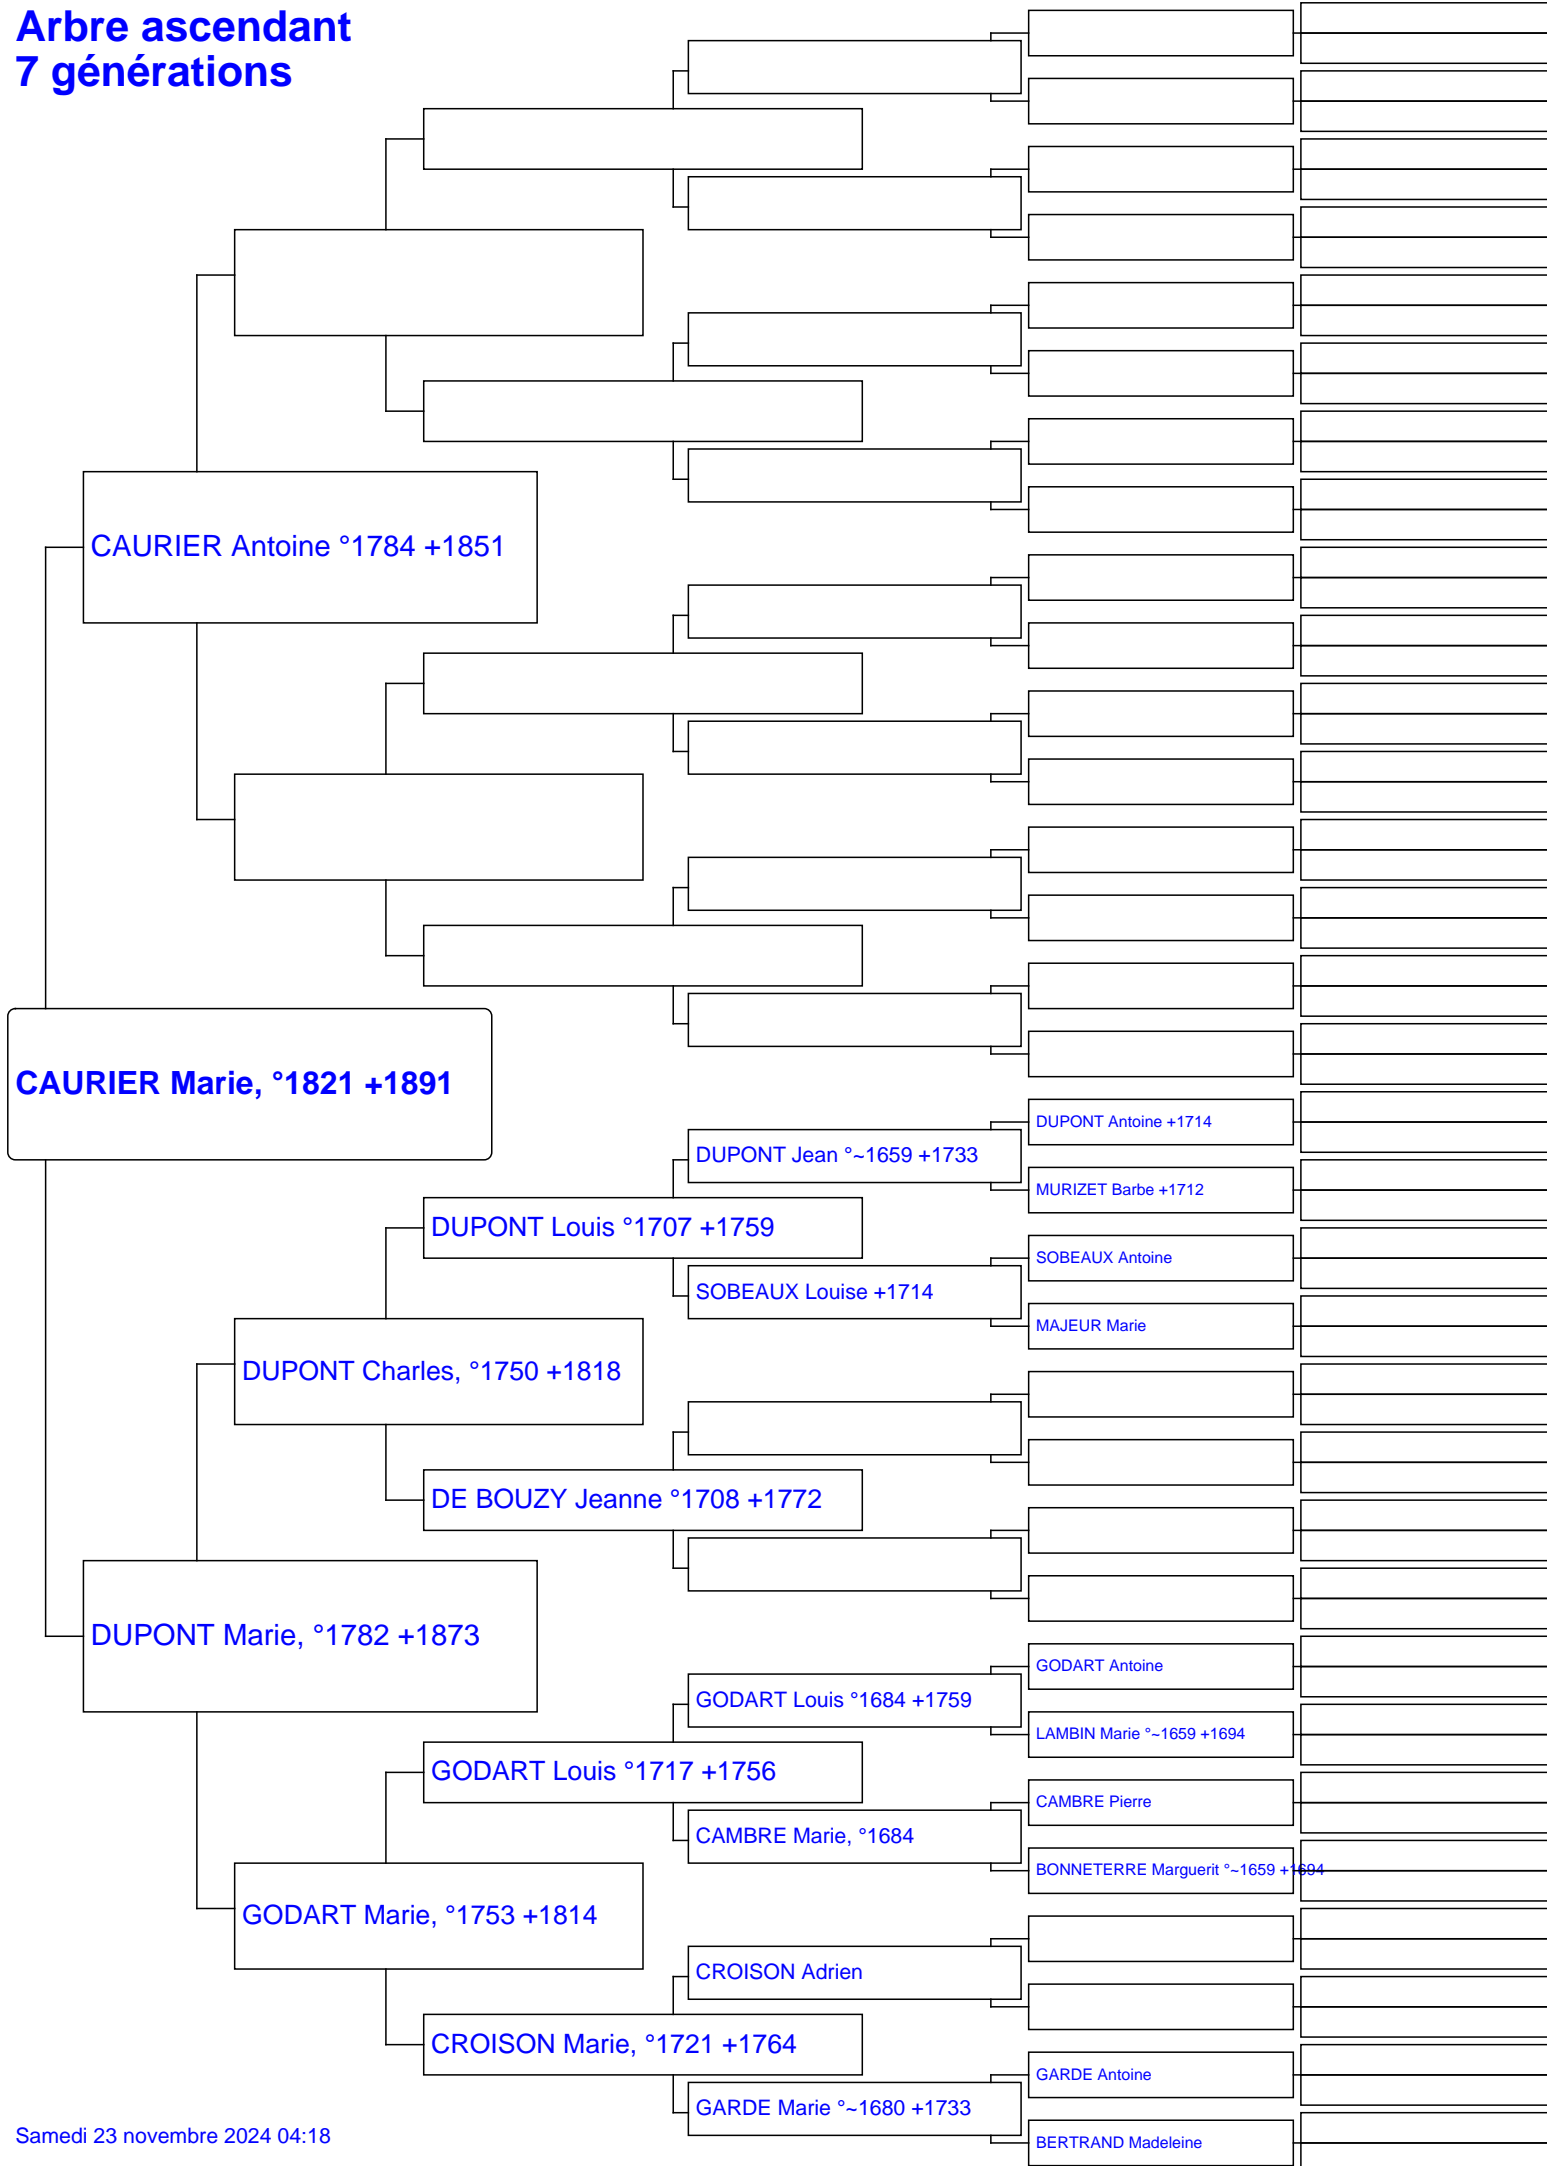 Arbre ascendant
7 générations
CAURIER Antoine °1784 +1851
CAURIER Marie, °1821 +1891
DUPONT Antoine +1714
DUPONT Jean °~1659 +1733
MURIZET Barbe +1712
DUPONT Louis °1707 +1759
SOBEAUX Antoine
SOBEAUX Louise +1714
MAJEUR Marie
DUPONT Charles, °1750 +1818
DE BOUZY Jeanne °1708 +1772
DUPONT Marie, °1782 +1873
GODART Antoine
GODART Louis °1684 +1759
LAMBIN Marie °~1659 +1694
GODART Louis °1717 +1756
CAMBRE Pierre
CAMBRE Marie, °1684
BONNETERRE Marguerit °~1659 +1694
GODART Marie, °1753 +1814
CROISON Adrien
CROISON Marie, °1721 +1764
GARDE Antoine
GARDE Marie °~1680 +1733
BERTRAND Madeleine
Samedi 23 novembre 2024 04:18